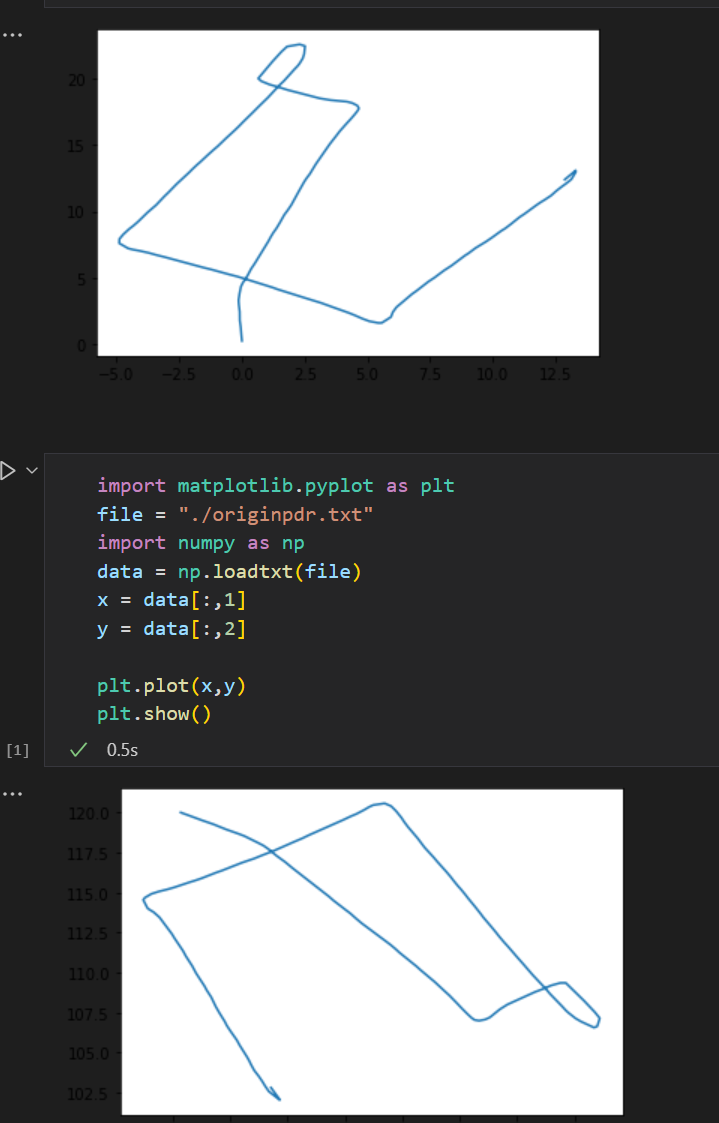 ...
20
15
10
5
0
−5.0 −2.5 0.0 2.5 5.0 7.5 10.0 12.5
import matplotlib.pyplot as plt
file = "./originpdr.txt"
import numpy as np
data = np.loadtxt(file)
x = data[:,1]
y = data[:,2]
plt.plot(x,y)
plt.show()
[1] 0.5s
...
120.0
117.5
115.0
112.5
110.0
107.5
105.0
102.5